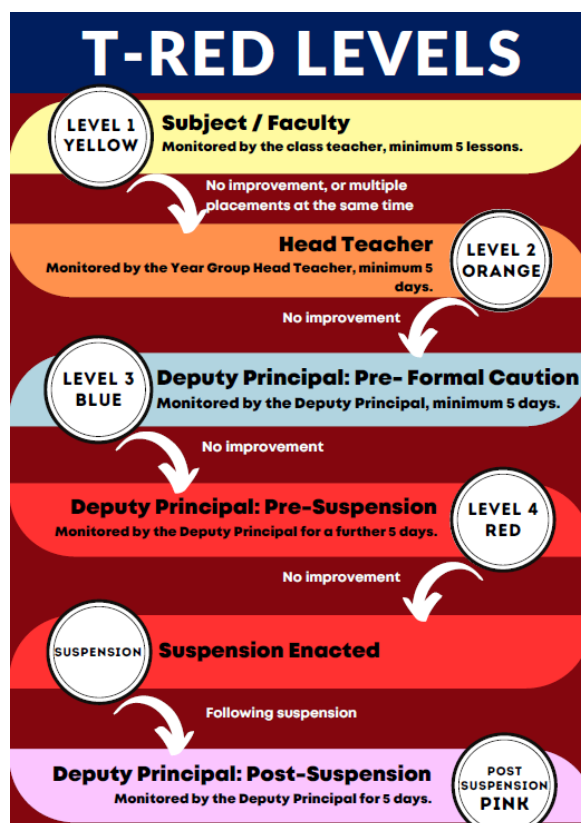 T-RED LEVELS
LEVEL 1
YELLOW
Subject / Faculty
Monitored by the class teacher, minimum 5 lessons.
No improvement, or multiple
placements at the same time
Head Teacher
Monitored by the Year Group Head Teacher, minimum 5
days.
LEVEL 2
ORANGE
No improvement
LEVEL 3
BLUE
Deputy Principal: Pre- Formal Caution
Monitored by the Deputy Principal, minimum 5 days.
No improvement
Deputy Principal: Pre-Suspension
Monitored by the Deputy Principal for a further 5 days.
LEVEL 4
RED
No improvement
SUSPENSION
Suspension Enacted
Following suspension
Deputy Principal: Post-Suspension
Monitored by the Deputy Principal for 5 days.
POST
SUSPENSION
PINK